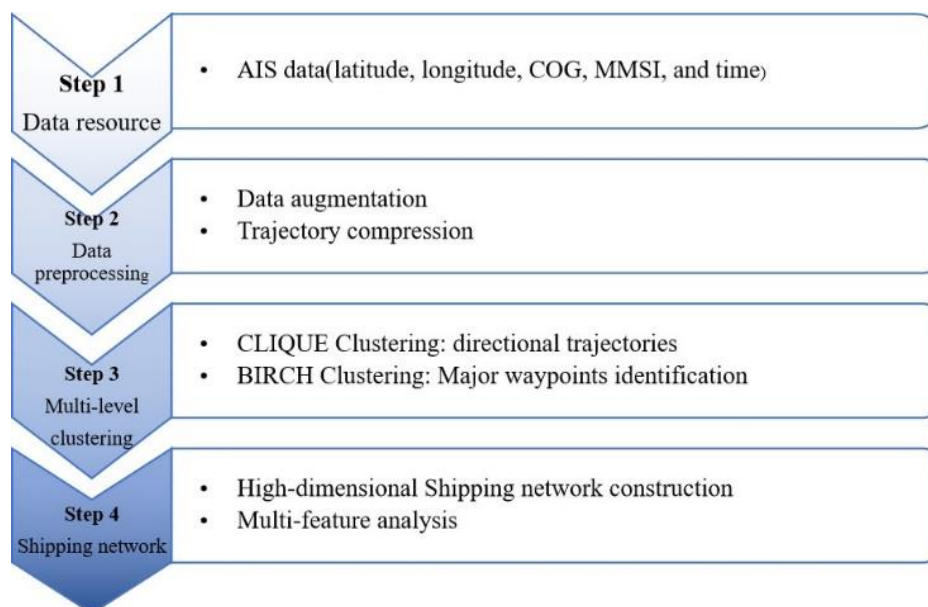 Step 1
Data resource
• AIS data(latitude, longitude, COG, MMSI, and time)
Step 2
Data
preprocessing
• Data augmentation
• Trajectory compression
Step 3
Multi-level
clustering
• CLIQUE Clustering: directional trajectories
• BIRCH Clustering: Major waypoints identification
Step 4
Shipping network
• High-dimensional Shipping network construction
• Multi-feature analysis